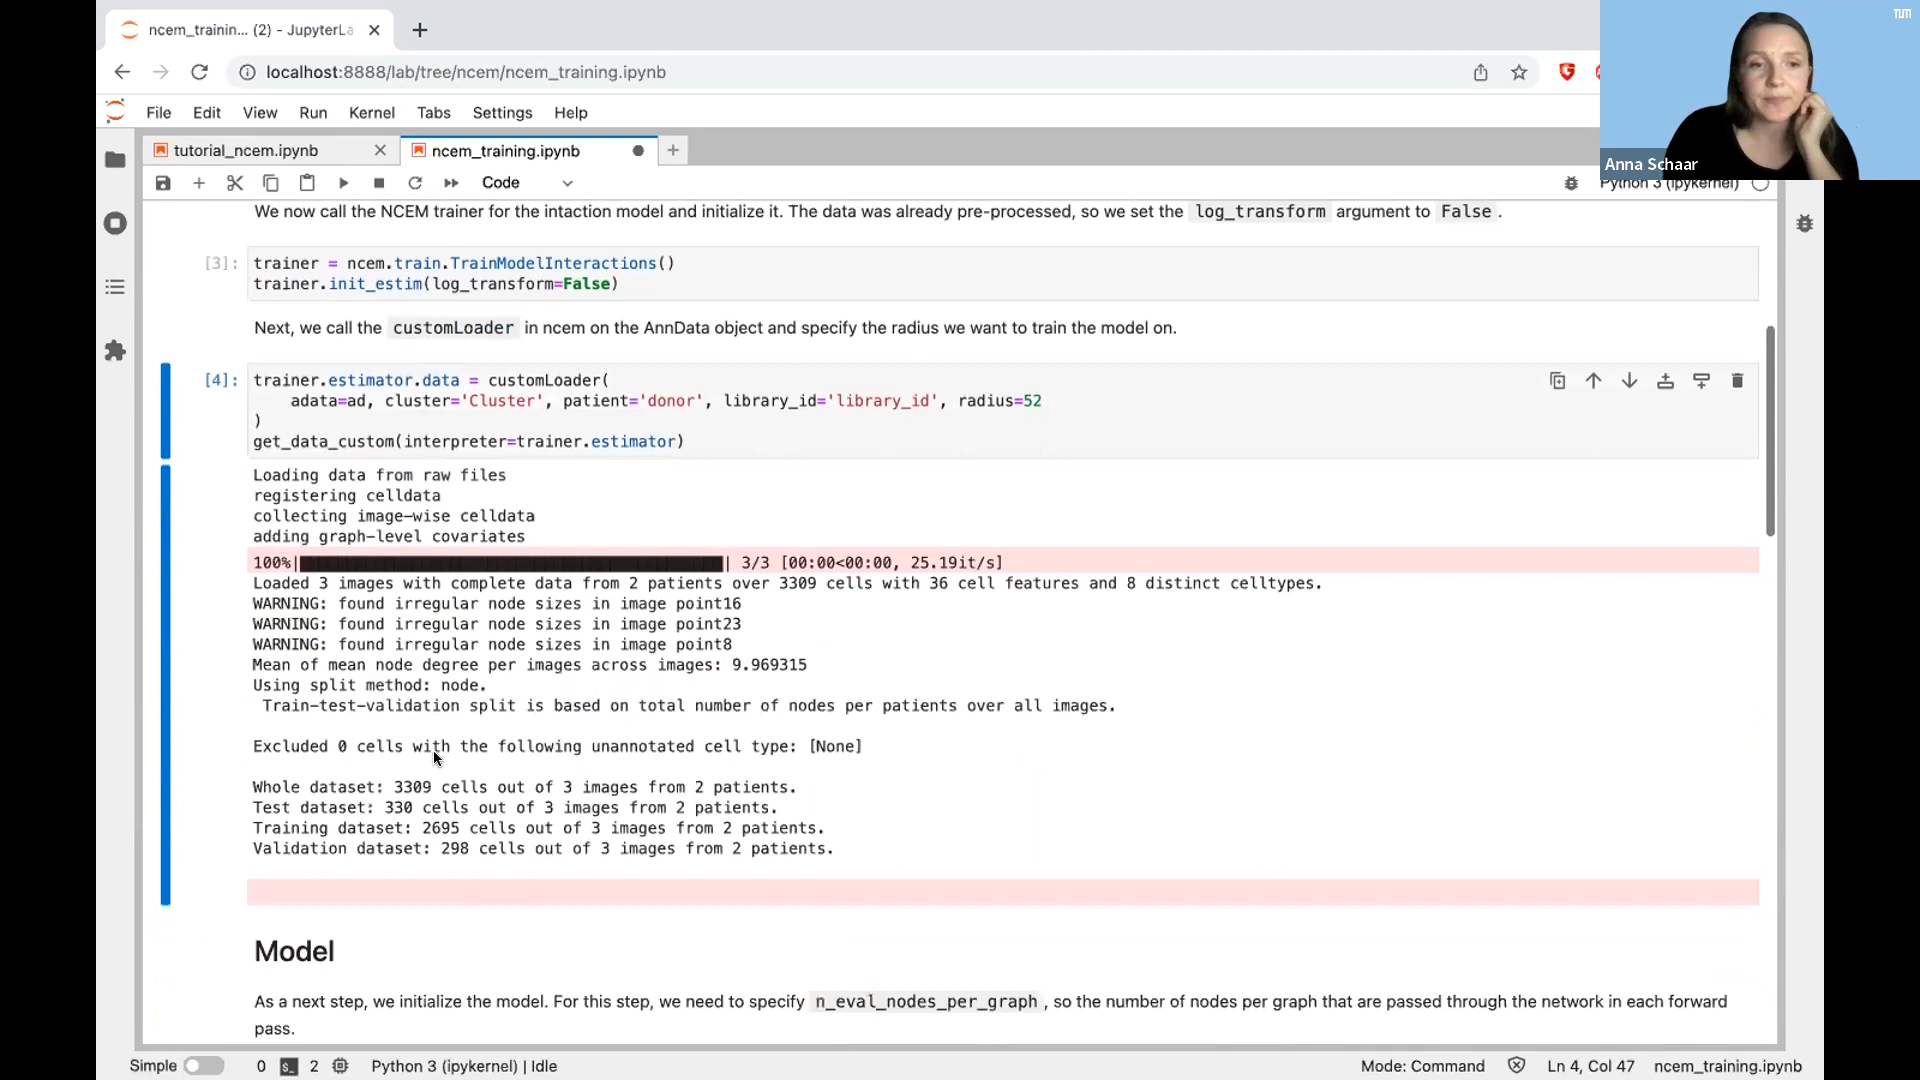 ncem_trainin... (2) - JupyterLa
localhost:8888/lab/tree/ncem/ncem_training.ipynb
TUM
Anna Schaar
File Edit View Run Kernel Tabs Settings Help
tutorial_ncem.ipynb
ncem_training.ipynb
Code
Python 3 (ipykernel)
We now call the NCEM trainer for the intaction model and initialize it. The data was already pre-processed, so we set the log_transform argument to False .
[3]: trainer = ncem.train.TrainModelInteractions()
trainer.init_estim(log_transform=False)
Next, we call the customLoader in ncem on the AnnData object and specify the radius we want to train the model on.
[4]: trainer.estimator.data = customLoader(
adata=ad, cluster='Cluster', patient='donor', library_id='library_id', radius=52
)
get_data_custom(interpreter=trainer.estimator)
Loading data from raw files
registering celldata
collecting image-wise celldata
adding graph-level covariates
100%| | 3/3 [00:00<00:00, 25.19it/s]
Loaded 3 images with complete data from 2 patients over 3309 cells with 36 cell features and 8 distinct celltypes.
WARNING: found irregular node sizes in image point16
WARNING: found irregular node sizes in image point23
WARNING: found irregular node sizes in image point8
Mean of mean node degree per images across images: 9.969315
Using split method: node.
Train-test-validation split is based on total number of nodes per patients over all images.
Excluded 0 cells with the following unannotated cell type: [None]
Whole dataset: 3309 cells out of 3 images from 2 patients.
Test dataset: 330 cells out of 3 images from 2 patients.
Training dataset: 2695 cells out of 3 images from 2 patients.
Validation dataset: 298 cells out of 3 images from 2 patients.
Model
As a next step, we initialize the model. For this step, we need to specify n_eval_nodes_per_graph , so the number of nodes per graph that are passed through the network in each forward
pass.
Simple 0 2 Python 3 (ipykernel) | Idle Mode: Command Ln 4, Col 47 ncem_training.ipynb